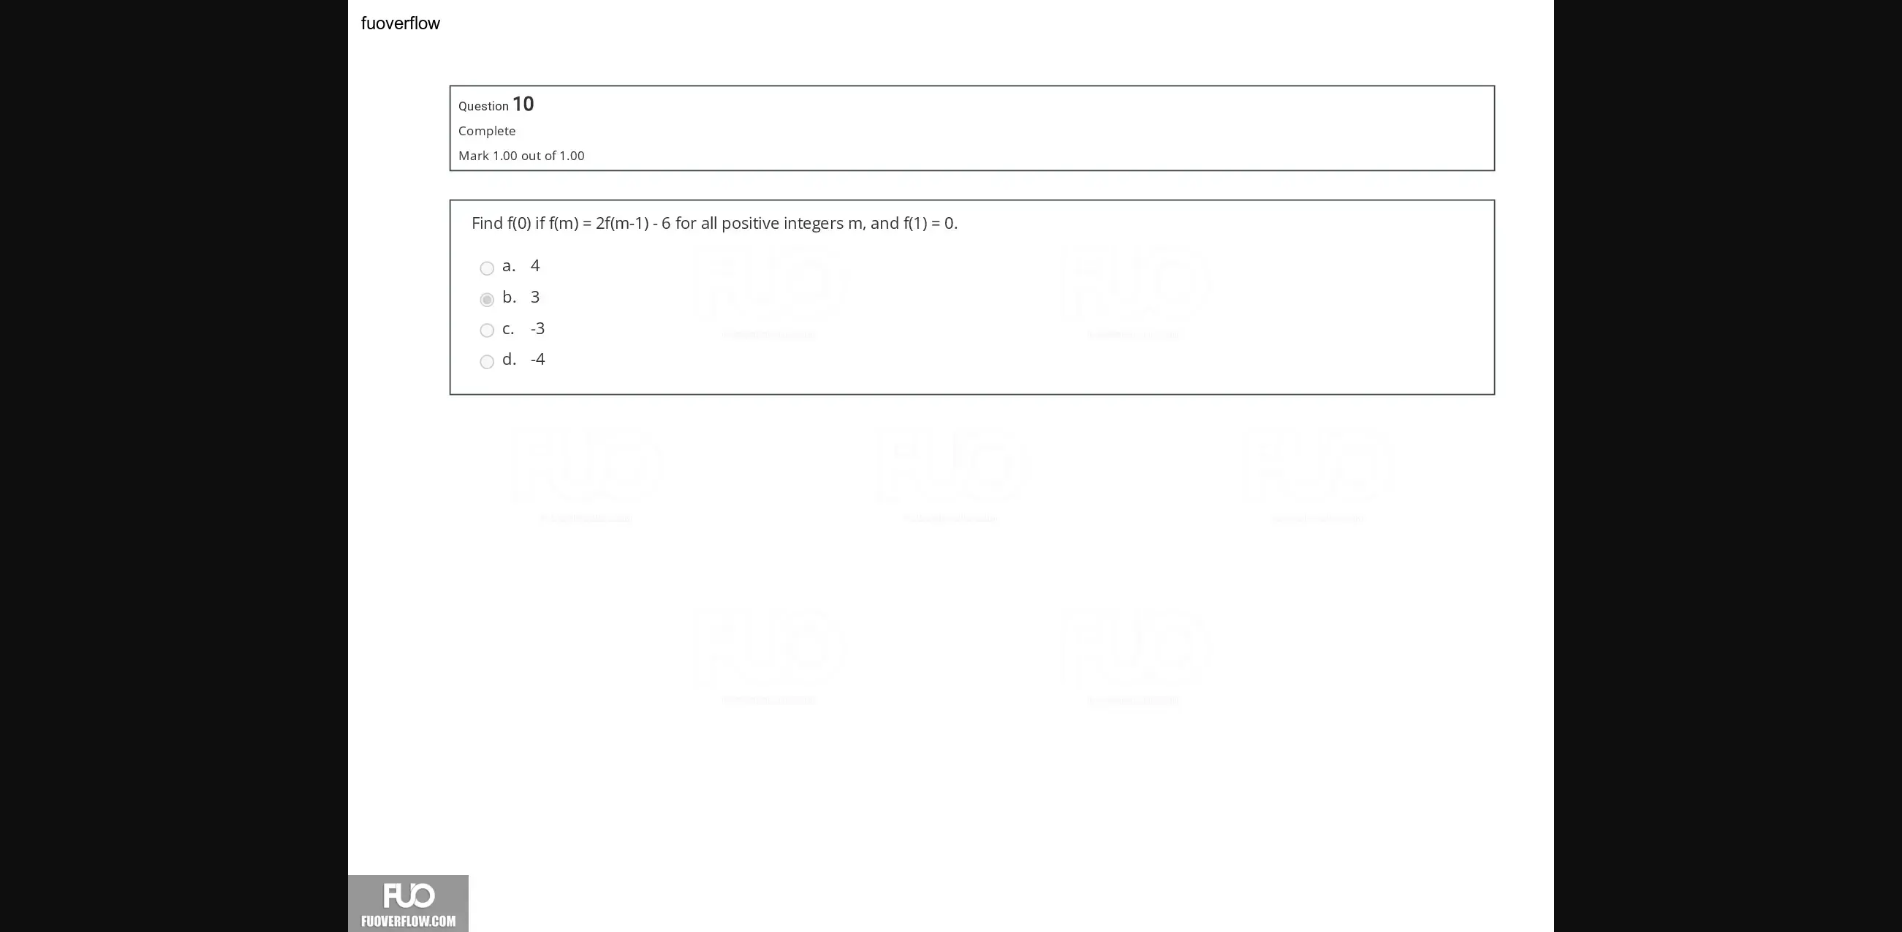 fuoverflow
Question 10
Complete
Mark 1.00 out of 1.00
Find f(0) if f(m) = 2f(m-1) - 6 for all positive integers m, and f(1) = 0.
a. 4
b. 3
c. -3
d. -4
FUO
FUOVERFLOW.COM